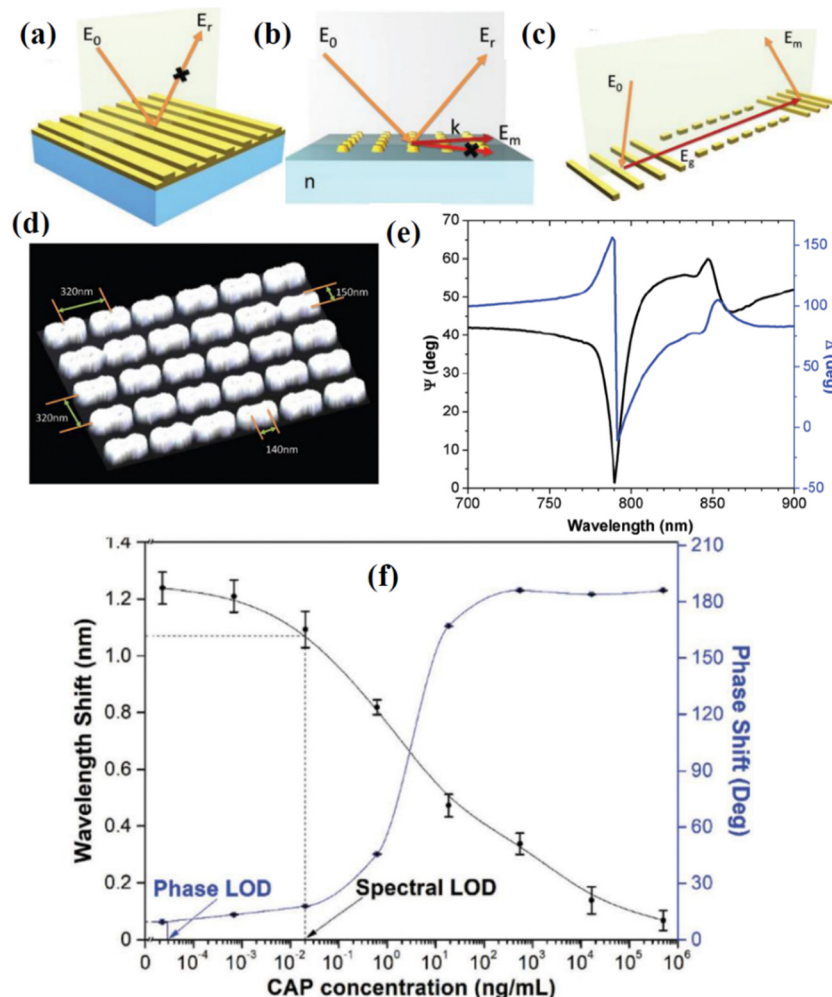 (a)
E0
Er
(b)
E0
Er
k
Em
n
(c)
E0
Em
Eg
(d)
320nm
150nm
320nm
140nm
(e)
70
60
50
40
30
20
10
0
Ψ (deg)
150
100
50
0
-50
Δ (deg)
700
750
800
850
900
Wavelength (nm)
(f)
1.4
1.2
1.0
0.8
0.6
0.4
0.2
0
Wavelength Shift (nm)
210
180
150
120
90
60
30
0
Phase Shift (Deg)
Phase LOD
Spectral LOD
0 10-4 10-3 10-2 10-1 100 101 102 103 104 105 106
CAP concentration (ng/mL)